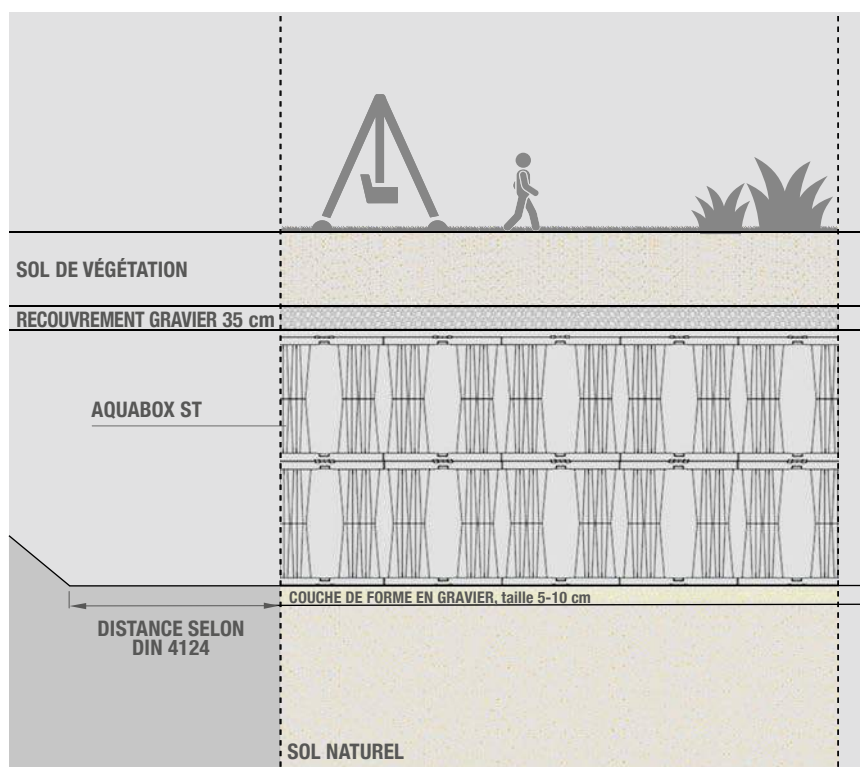 SOL DE VÉGÉTATION
RECOUVREMENT GRAVIER 35 cm
AQUABOX ST
COUCHE DE FORME EN GRAVIER, taille 5-10 cm
DISTANCE SELON
DIN 4124
SOL NATUREL